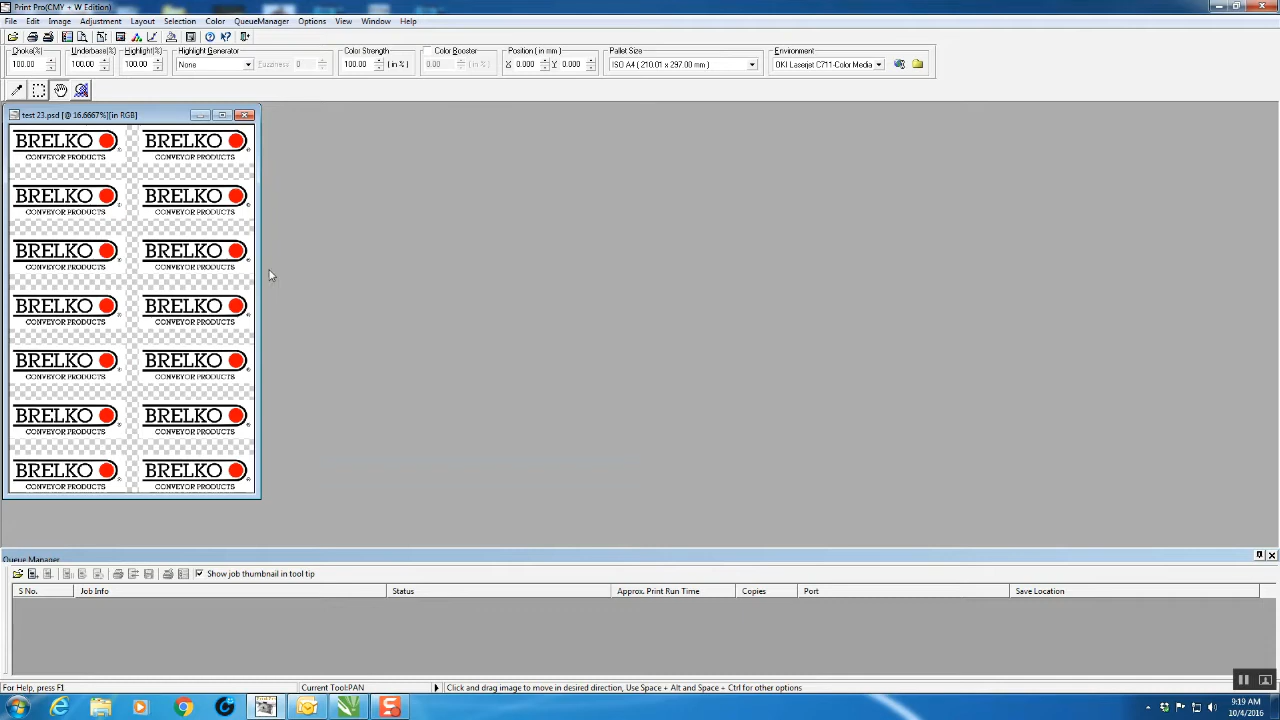 Print Pro(CMY + W Edition)
File Edit Image Adjustment Layout Selection Color QueueManager Options View Window Help
Choke(%) Underbase(%) Highlight(%) Highlight Generator Color Strength Color Booster Position ( in mm ) Pallet Size Environment
100.00 100.00 100.00 None Fuzziness 0 100.00 ( in % ) 0.00 ( in % ) X 0.000 Y 0.000 ISO A4 ( 210.01 x 297.00 mm ) OKI Laserjet C711-Color Media
test 23.psd [@ 16.6667%][in RGB]
BRELKO ® BRELKO ®
CONVEYOR PRODUCTS CONVEYOR PRODUCTS
BRELKO ® BRELKO ®
CONVEYOR PRODUCTS CONVEYOR PRODUCTS
BRELKO ® BRELKO ®
CONVEYOR PRODUCTS CONVEYOR PRODUCTS
BRELKO ® BRELKO ®
CONVEYOR PRODUCTS CONVEYOR PRODUCTS
BRELKO ® BRELKO ®
CONVEYOR PRODUCTS CONVEYOR PRODUCTS
BRELKO ® BRELKO ®
CONVEYOR PRODUCTS CONVEYOR PRODUCTS
BRELKO ® BRELKO ®
CONVEYOR PRODUCTS CONVEYOR PRODUCTS
Queue Manager
Show job thumbnail in tool tip
S No. Job Info Status Approx. Print Run Time Copies Port Save Location
For Help, press F1 Current Tool:PAN Click and drag image to move in desired direction, Use Space + Alt and Space + Ctrl for other options
9:19 AM
10/4/2016